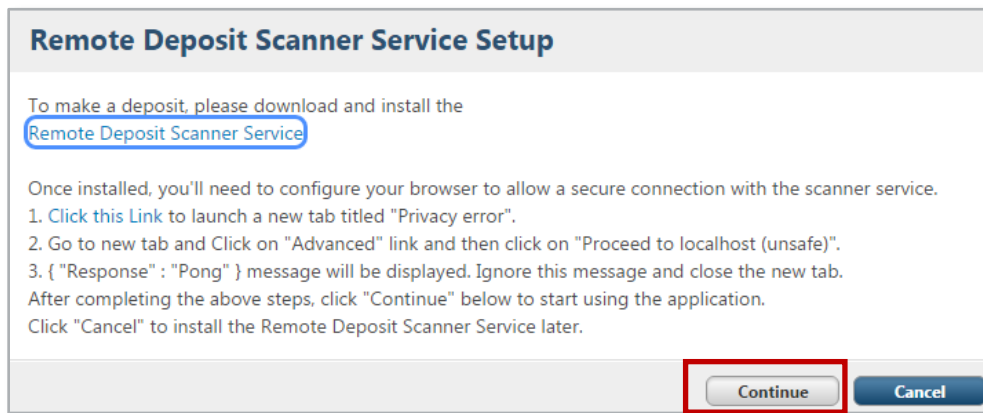 Remote Deposit Scanner Service Setup
To make a deposit, please download and install the
Remote Deposit Scanner Service
Once installed, you'll need to configure your browser to allow a secure connection with the scanner service.
1. Click this Link to launch a new tab titled "Privacy error".
2. Go to new tab and Click on "Advanced" link and then click on "Proceed to localhost (unsafe)".
3. { "Response" : "Pong" } message will be displayed. Ignore this message and close the new tab.
After completing the above steps, click "Continue" below to start using the application.
Click "Cancel" to install the Remote Deposit Scanner Service later.
Continue Cancel